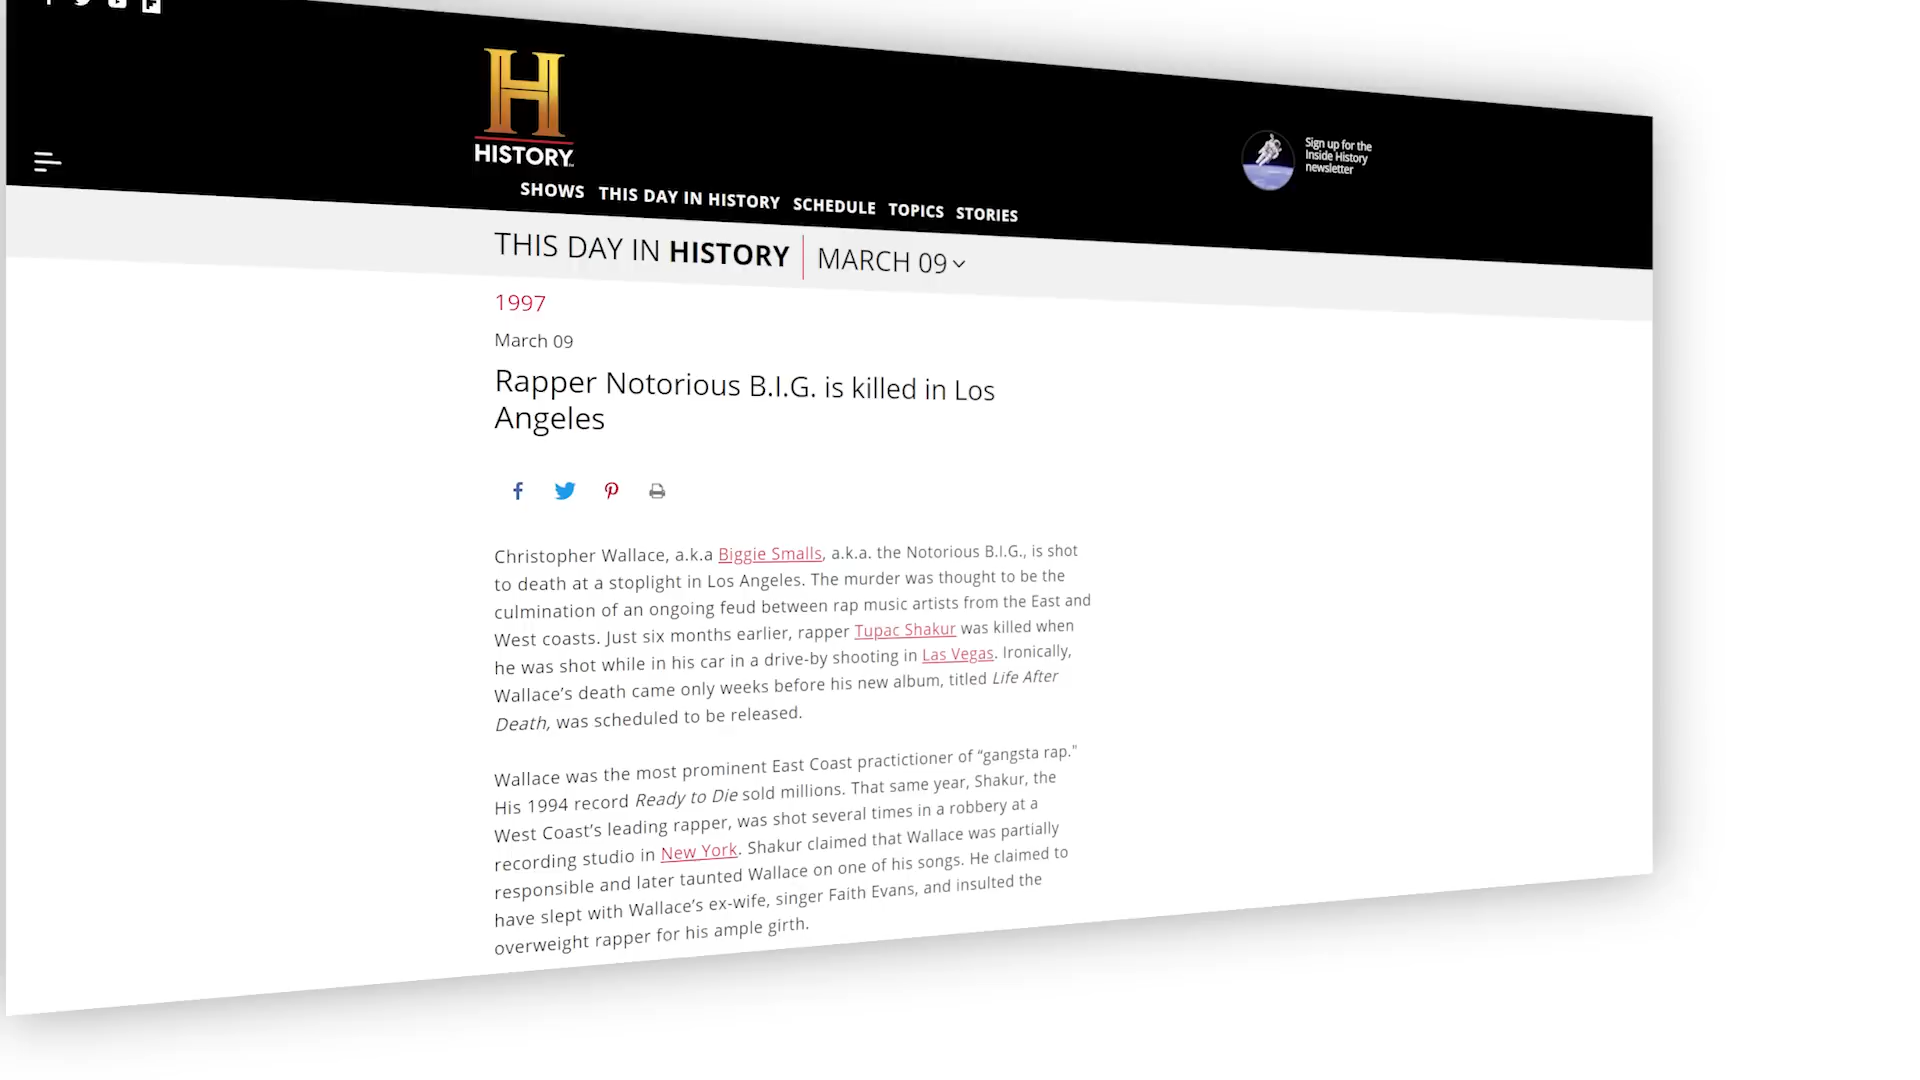 H
HISTORY.
Sign up for the
Inside History
newsletter
SHOWS THIS DAY IN HISTORY SCHEDULE TOPICS STORIES
THIS DAY IN HISTORY MARCH 09
1997
March 09
Rapper Notorious B.I.G. is killed in Los
Angeles
Christopher Wallace, a.k.a Biggie Smalls, a.k.a. the Notorious B.I.G., is shot
to death at a stoplight in Los Angeles. The murder was thought to be the
culmination of an ongoing feud between rap music artists from the East and
West coasts. Just six months earlier, rapper Tupac Shakur was killed when
he was shot while in his car in a drive-by shooting in Las Vegas. Ironically,
Wallace’s death came only weeks before his new album, titled Life After
Death, was scheduled to be released.
Wallace was the most prominent East Coast practictioner of “gangsta rap."
His 1994 record Ready to Die sold millions. That same year, Shakur, the
West Coast’s leading rapper, was shot several times in a robbery at a
recording studio in New York. Shakur claimed that Wallace was partially
responsible and later taunted Wallace on one of his songs. He claimed to
have slept with Wallace’s ex-wife, singer Faith Evans, and insulted the
overweight rapper for his ample girth.